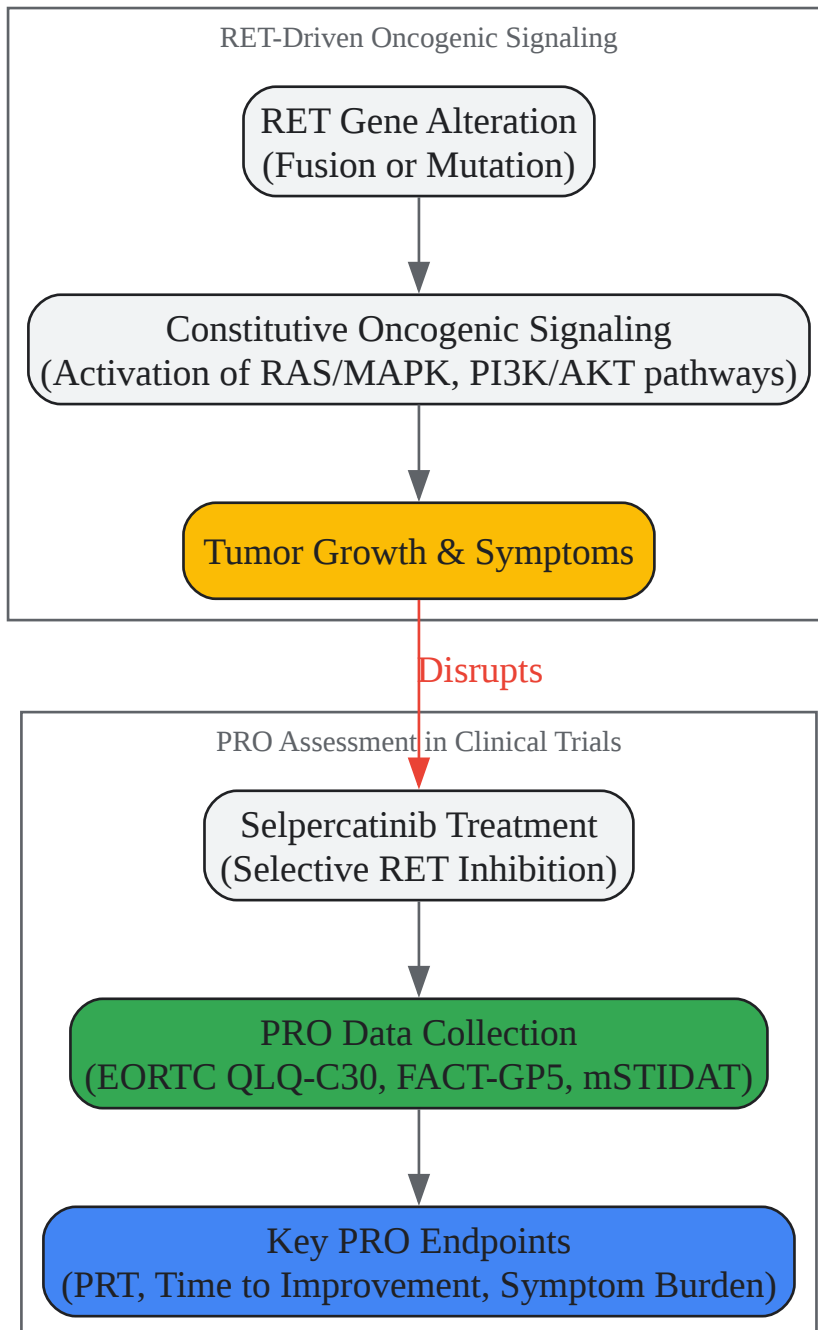 RET-Driven Oncogenic Signaling
RET Gene Alteration
(Fusion or Mutation)
Constitutive Oncogenic Signaling
(Activation of RAS/MAPK, PI3K/AKT pathways)
Tumor Growth & Symptoms
Disrupts
PRO Assessment in Clinical Trials
Selpercatinib Treatment
(Selective RET Inhibition)
PRO Data Collection
(EORTC QLQ-C30, FACT-GP5, mSTIDAT)
Key PRO Endpoints
(PRT, Time to Improvement, Symptom Burden)